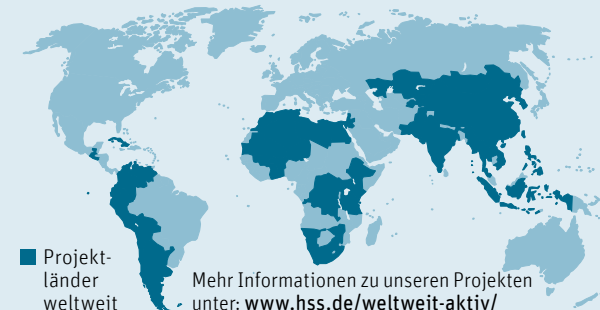 Projekt-
länder
weltweit
Mehr Informationen zu unseren Projekten
unter: www.hss.de/weltweit-aktiv/